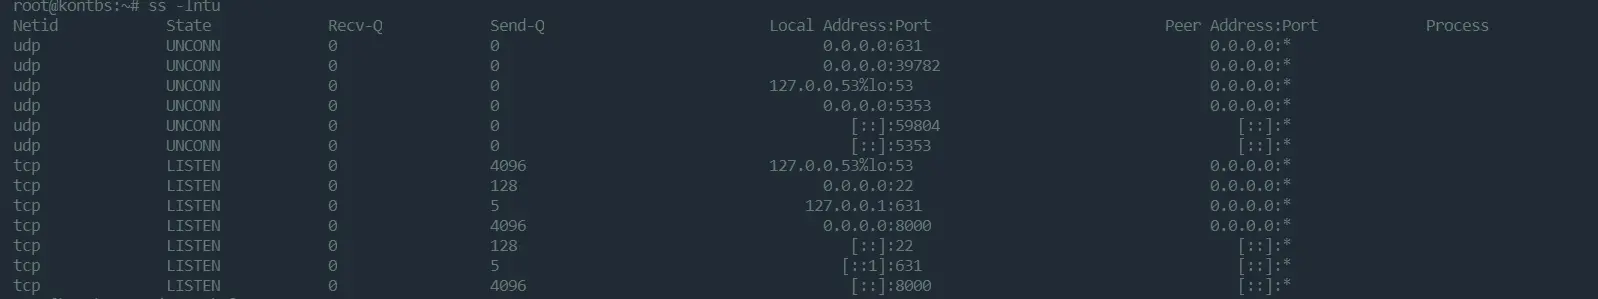 root@kontbs:~# ss -lntu
Netid State Recv-Q Send-Q Local Address:Port Peer Address:Port Process
udp UNCONN 0 0 0.0.0.0:631 0.0.0.0:*
udp UNCONN 0 0 0.0.0.0:39782 0.0.0.0:*
udp UNCONN 0 0 127.0.0.53%lo:53 0.0.0.0:*
udp UNCONN 0 0 0.0.0.0:5353 0.0.0.0:*
udp UNCONN 0 0 [::]:59804 [::]:*
udp UNCONN 0 0 [::]:5353 [::]:*
tcp LISTEN 0 4096 127.0.0.53%lo:53 0.0.0.0:*
tcp LISTEN 0 128 0.0.0.0:22 0.0.0.0:*
tcp LISTEN 0 5 127.0.0.1:631 0.0.0.0:*
tcp LISTEN 0 4096 0.0.0.0:8000 0.0.0.0:*
tcp LISTEN 0 128 [::]:22 [::]:*
tcp LISTEN 0 5 [::1]:631 [::]:*
tcp LISTEN 0 4096 [::]:8000 [::]:*